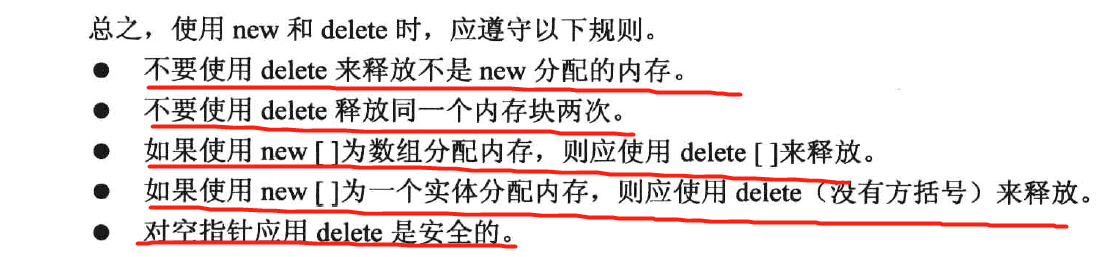 总之，使用 new 和 delete 时，应遵守以下规则。
● 不要使用 delete 来释放不是 new 分配的内存。
● 不要使用 delete 释放同一个内存块两次。
● 如果使用 new [ ]为数组分配内存，则应使用 delete [ ]来释放。
● 如果使用 new [ ]为一个实体分配内存，则应使用 delete（没有方括号）来释放。
● 对空指针应用 delete 是安全的。